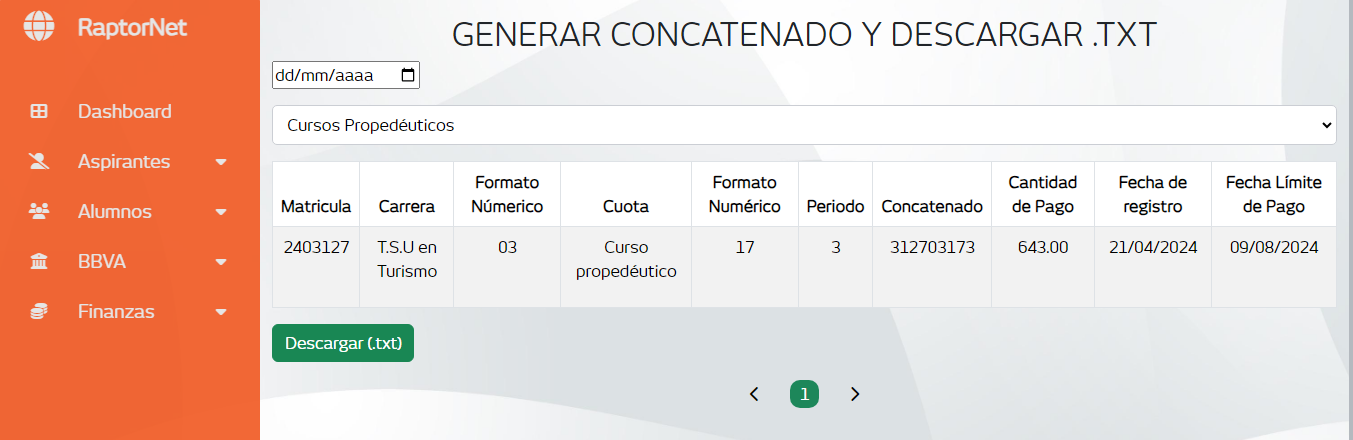 RaptorNet
Dashboard
Aspirantes
Alumnos
BBVA
Finanzas
GENERAR CONCATENADO Y DESCARGAR .TXT
dd/mm/aaaa
Cursos Propedéuticos
Matricula Carrera Formato Númerico Cuota Formato Numérico Periodo Concatenado Cantidad de Pago Fecha de registro Fecha Límite de Pago
2403127 T.S.U en Turismo 03 Curso propedéutico 17 3 312703173 643.00 21/04/2024 09/08/2024
Descargar (.txt)
1